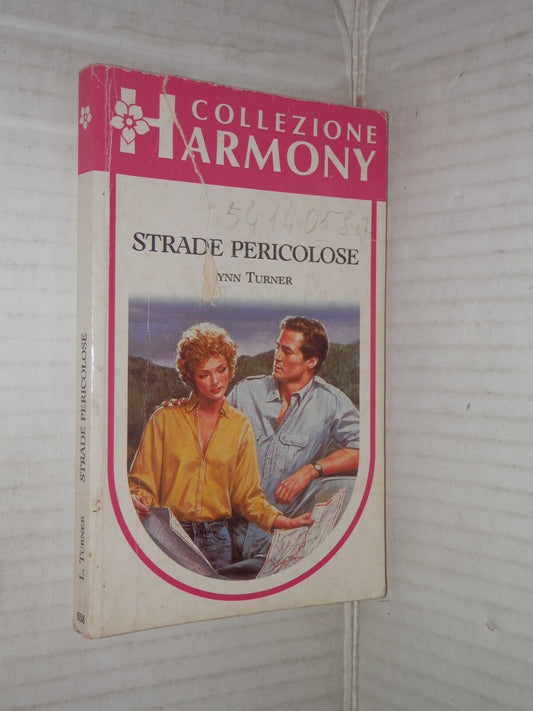 COLLEZIONE
HARMONY
STRADE PERICOLOSE
YNN TURNER
L. TURNER STRADE PERICOLOSE